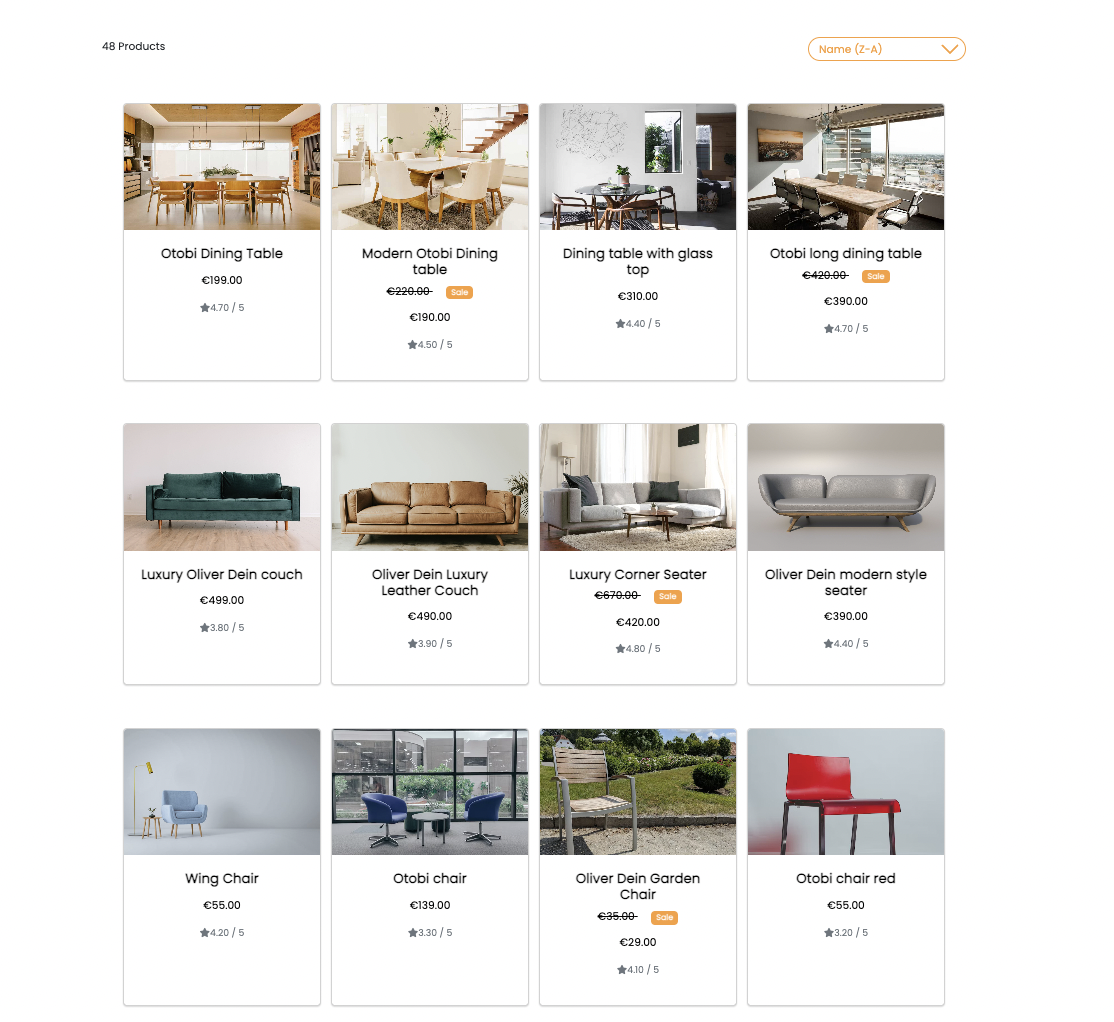 48 Products
Name (Z-A)
Otobi Dining Table
€199.00
4.70 / 5
Modern Otobi Dining
table
€220.00 Sale
€190.00
4.50 / 5
Dining table with glass
top
€310.00
4.40 / 5
Otobi long dining table
€420.00 Sale
€390.00
4.70 / 5
Luxury Oliver Dein couch
€499.00
3.80 / 5
Oliver Dein Luxury
Leather Couch
€490.00
3.90 / 5
Luxury Corner Seater
€670.00 Sale
€420.00
4.80 / 5
Oliver Dein modern style
seater
€390.00
4.40 / 5
Wing Chair
€55.00
4.20 / 5
Otobi chair
€139.00
3.30 / 5
Oliver Dein Garden
Chair
€35.00 Sale
€29.00
4.10 / 5
Otobi chair red
€55.00
3.20 / 5